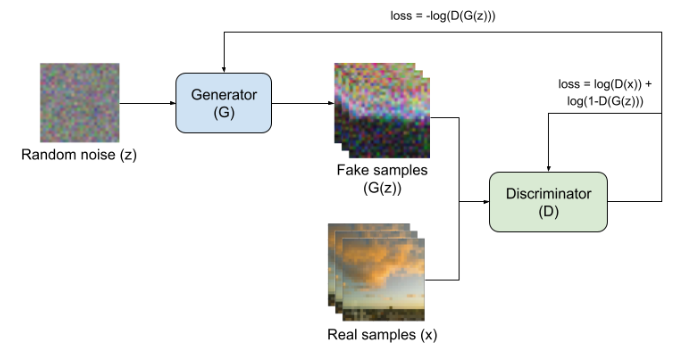 loss = -log(D(G(z)))
loss = log(D(x)) +
log(1-D(G(z)))
Generator
(G)
Random noise (z)
Fake samples
(G(z))
Discriminator
(D)
Real samples (x)